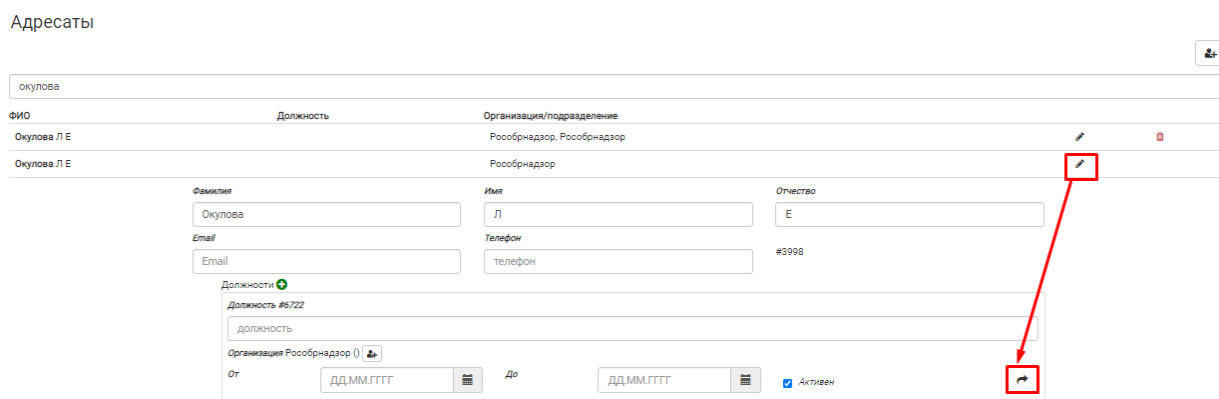 Адресаты
окулова
ФИО Должность Организация/подразделение
Окулова Л Е Рособрнадзор, Рособрнадзор
Окулова Л Е Рособрнадзор
Фамилия Имя Отчество
Окулова Л Е
Email Телефон
Email телефон #3998
Должности
Должность #6722
должность
Организация Рособрнадзор ()
От ДД.ММ.ГГГГ До ДД.ММ.ГГГГ Активен